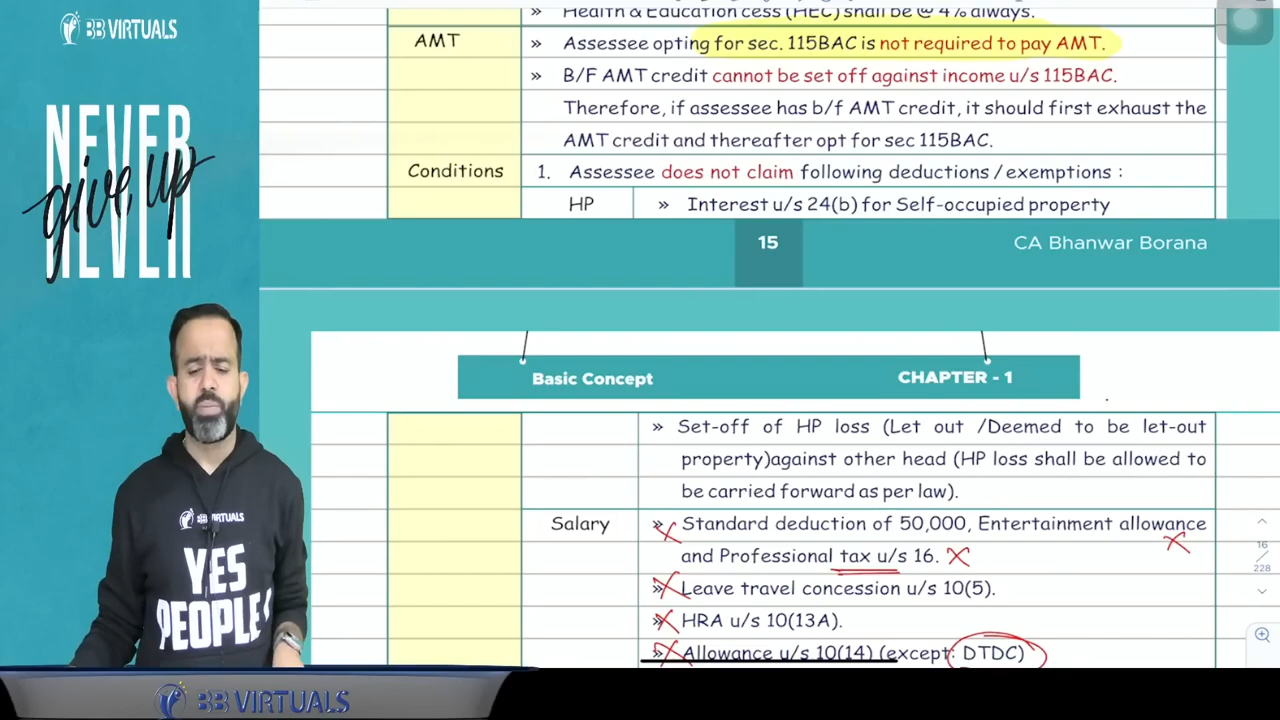 BB VIRTUALS
NEVER
give up
NEVER
Health & Education cess (HEC) shall be @ 4% always.
AMT
» Assessee opting for sec. 115BAC is not required to pay AMT.
» B/F AMT credit cannot be set off against income u/s 115BAC.
Therefore, if assessee has b/f AMT credit, it should first exhaust the
AMT credit and thereafter opt for sec 115BAC.
Conditions
1. Assessee does not claim following deductions / exemptions :
HP
» Interest u/s 24(b) for Self-occupied property
15
CA Bhanwar Borana
Basic Concept
CHAPTER - 1
» Set-off of HP loss (Let out /Deemed to be let-out
property)against other head (HP loss shall be allowed to
be carried forward as per law).
Salary
» Standard deduction of 50,000, Entertainment allowance
and Professional tax u/s 16.
» Leave travel concession u/s 10(5).
» HRA u/s 10(13A).
» Allowance u/s 10(14) (except: DTDC)
16
/
228
BB VIRTUALS
YES
PEOPLE!
BB VIRTUALS